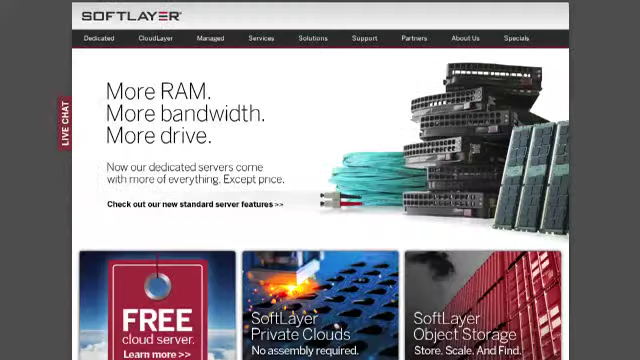 SOFTLAYER
Dedicated CloudLayer Managed Services Solutions Support Partners About Us Specials
LIVE CHAT
More RAM.
More bandwidth.
More drive.
Now our dedicated servers come
with more of everything. Except price.
Check out our new standard server features >>
FREE
cloud server.
Learn more >>
SoftLayer
Private Clouds
No assembly required.
SoftLayer
Object Storage
Store. Scale. And Find.